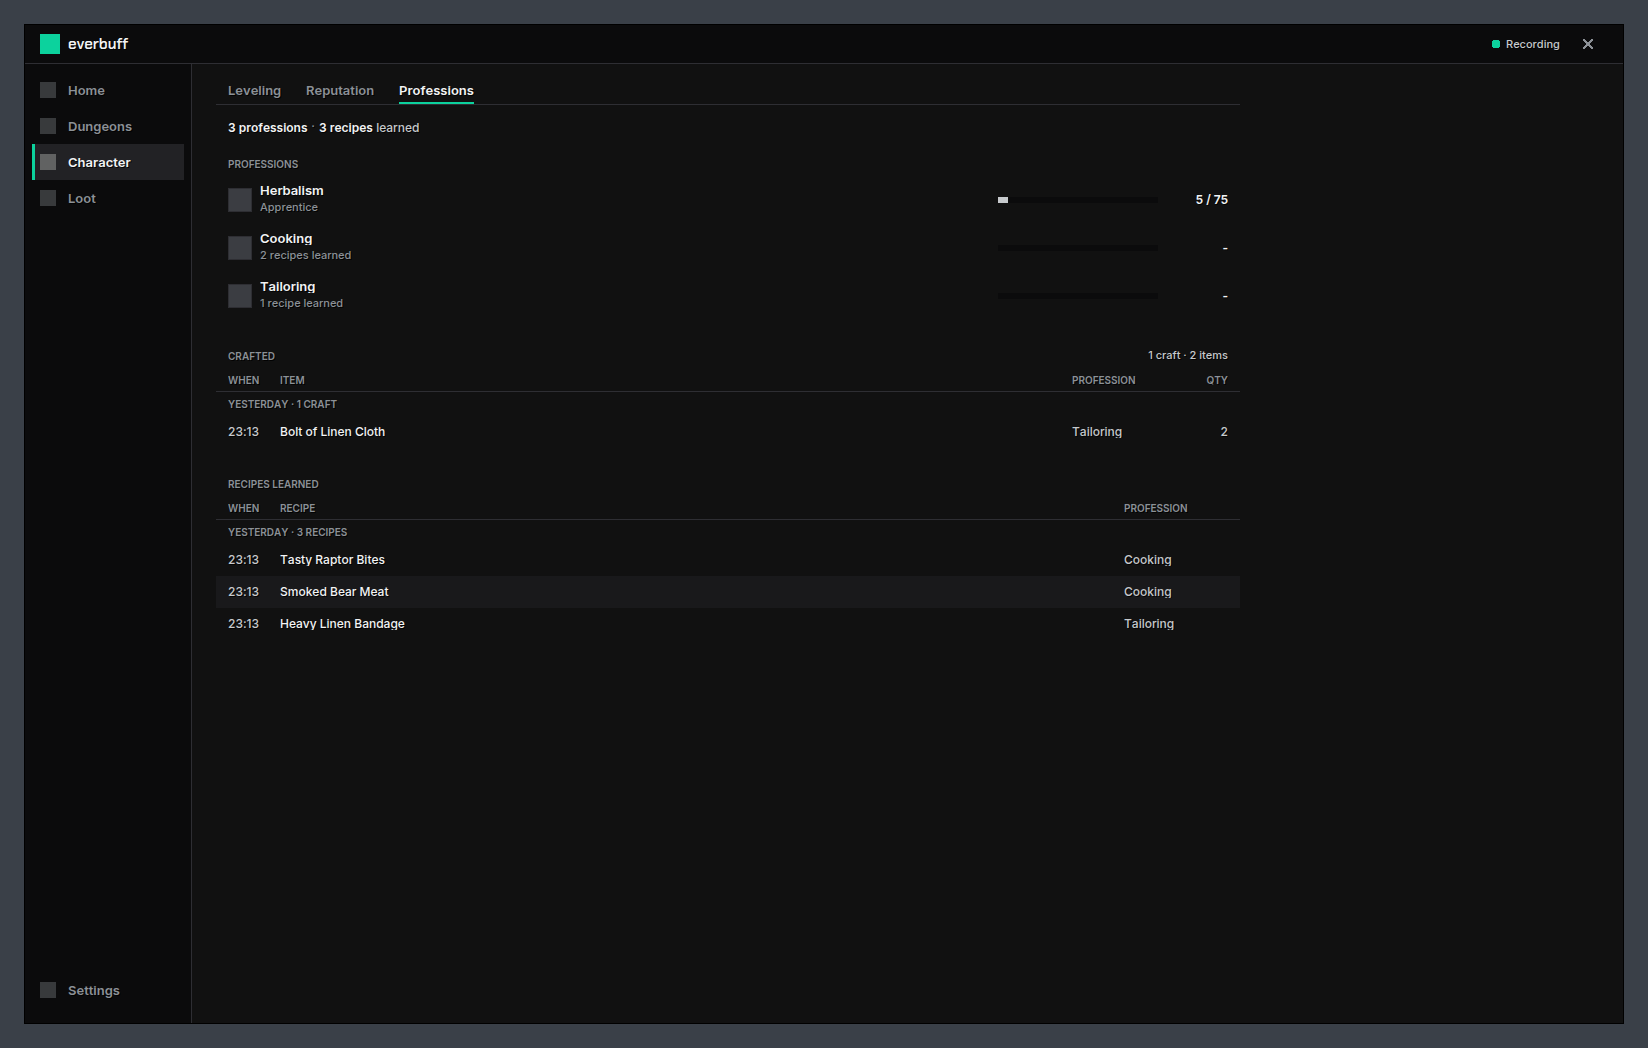 everbuff
Recording
Home
Dungeons
Character
Loot
Settings
Leveling Reputation Professions
3 professions · 3 recipes learned
PROFESSIONS
Herbalism
Apprentice
5 / 75
Cooking
2 recipes learned
-
Tailoring
1 recipe learned
-
CRAFTED 1 craft · 2 items
WHEN ITEM PROFESSION QTY
YESTERDAY · 1 CRAFT
23:13 Bolt of Linen Cloth Tailoring 2
RECIPES LEARNED
WHEN RECIPE PROFESSION
YESTERDAY · 3 RECIPES
23:13 Tasty Raptor Bites Cooking
23:13 Smoked Bear Meat Cooking
23:13 Heavy Linen Bandage Tailoring